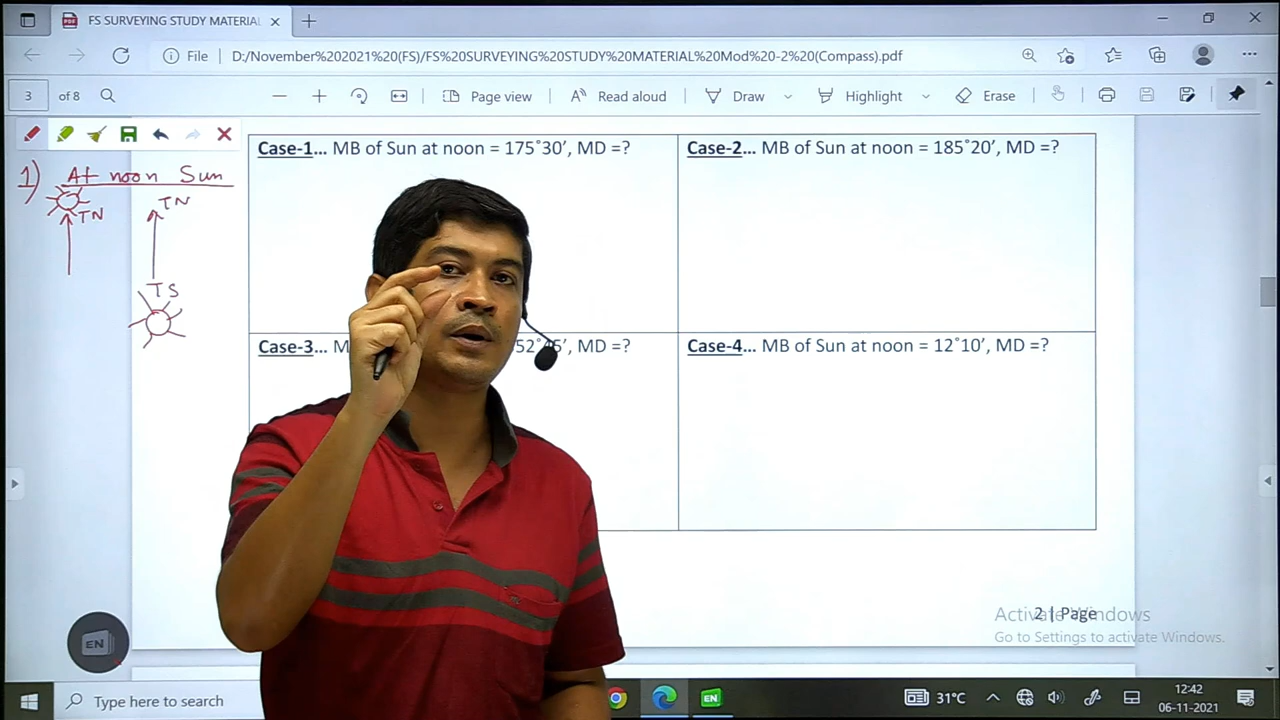 FS SURVEYING STUDY MATERIAL
File
D:/November%202021%20(FS)/FS%20SURVEYING%20STUDY%20MATERIAL%20Mod%20-2%20(Compass).pdf
3 of 8
Page view
Read aloud
Draw
Highlight
Erase
1) At noon Sun
TN
TN
TS
Case-1... MB of Sun at noon = 175˚30′, MD =?
Case-2... MB of Sun at noon = 185˚20′, MD =?
Case-3... 52˚45′, MD =?
Case-4... MB of Sun at noon = 12˚10′, MD =?
2 | Page
Activate Windows
Go to Settings to activate Windows.
EN
Type here to search
EN
31°C
12:42
06-11-2021